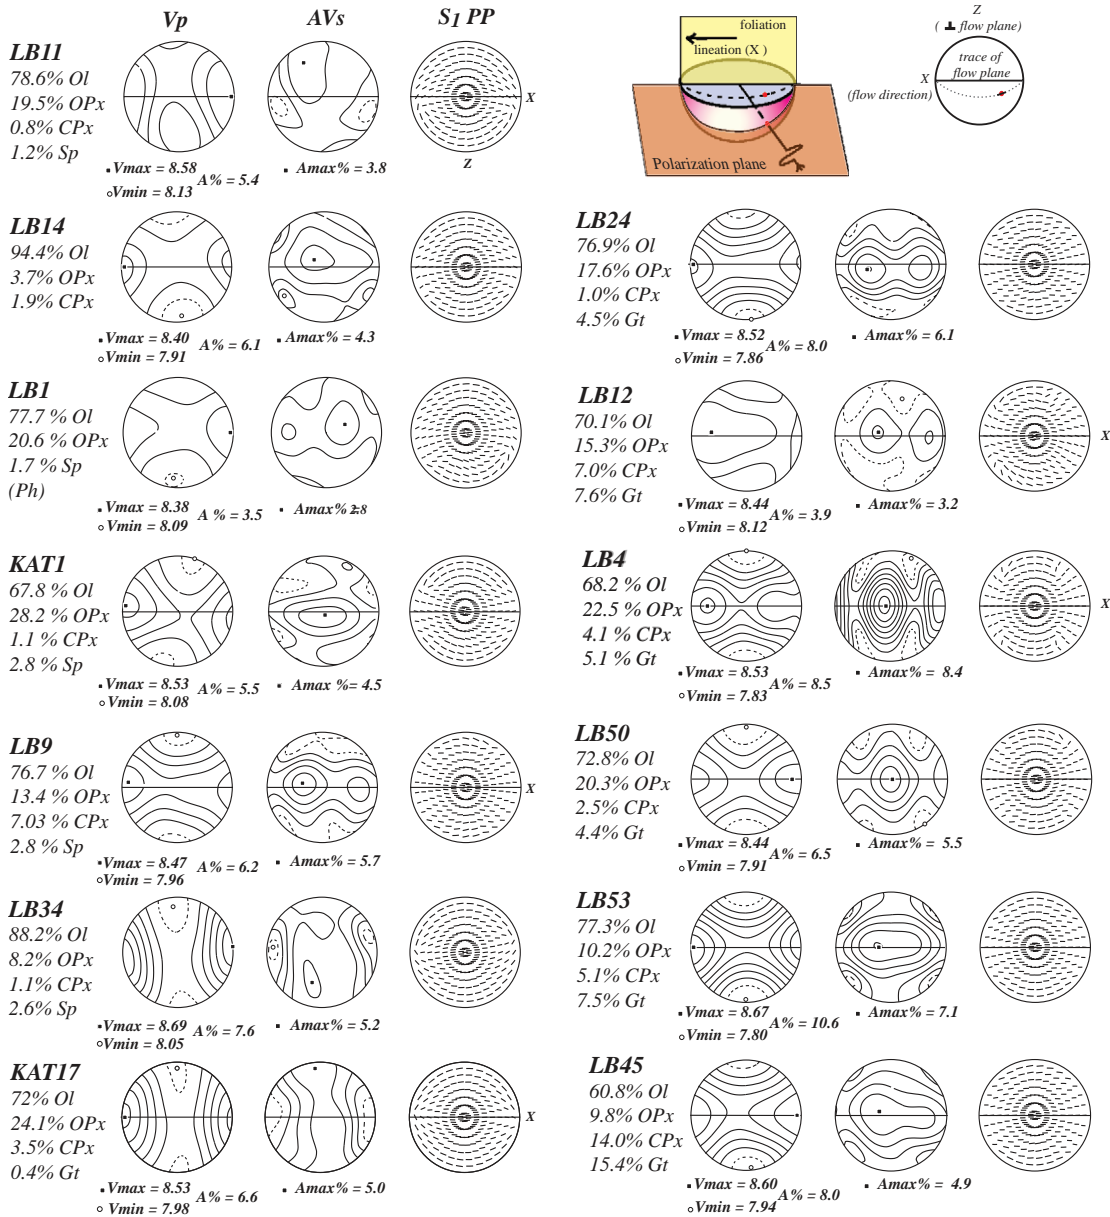 Vp AVs S1 PP
LB11
78.6% Ol
19.5% OPx
0.8% CPx
1.2% Sp
X
Z
Vmax = 8.58
Vmin = 8.13
A% = 5.4
Amax% = 3.8
foliation
lineation (X )
Polarization plane
Z
( ⊥ flow plane)
trace of
flow plane
X
(flow direction)
LB14
94.4% Ol
3.7% OPx
1.9% CPx
Vmax = 8.40
Vmin = 7.91
A% = 6.1
Amax% = 4.3
LB24
76.9% Ol
17.6% OPx
1.0% CPx
4.5% Gt
Vmax = 8.52
Vmin = 7.86
A% = 8.0
Amax% = 6.1
LB1
77.7 % Ol
20.6 % OPx
1.7 % Sp
(Ph)
Vmax = 8.38
Vmin = 8.09
A % = 3.5
Amax%
LB12
70.1% Ol
15.3% OPx
7.0% CPx
7.6% Gt
X
Vmax = 8.44
Vmin = 8.12
A% = 3.9
Amax% = 3.2
KAT1
67.8 % Ol
28.2 % OPx
1.1 % CPx
2.8 % Sp
Vmax = 8.53
Vmin = 8.08
A% = 5.5
Amax %= 4.5
LB4
68.2 % Ol
22.5 % OPx
4.1 % CPx
5.1 % Gt
X
Vmax = 8.53
Vmin = 7.83
A% = 8.5
Amax% = 8.4
LB9
76.7 % Ol
13.4 % OPx
7.03 % CPx
2.8 % Sp
X
Vmax = 8.47
Vmin = 7.96
A% = 6.2
Amax% = 5.7
LB50
72.8% Ol
20.3% OPx
2.5% CPx
4.4% Gt
Vmax = 8.44
Vmin = 7.91
A% = 6.5
Amax% = 5.5
LB34
88.2% Ol
8.2% OPx
1.1% CPx
2.6% Sp
Vmax = 8.69
Vmin = 8.05
A% = 7.6
Amax% = 5.2
LB53
77.3% Ol
10.2% OPx
5.1% CPx
7.5% Gt
Vmax = 8.67
Vmin = 7.80
A% = 10.6
Amax% = 7.1
KAT17
72% Ol
24.1% OPx
3.5% CPx
0.4% Gt
X
Vmax = 8.53
Vmin = 7.98
A% = 6.6
Amax% = 5.0
LB45
60.8% Ol
9.8% OPx
14.0% CPx
15.4% Gt
Vmax = 8.60
Vmin = 7.94
A% = 8.0
Amax% = 4.9